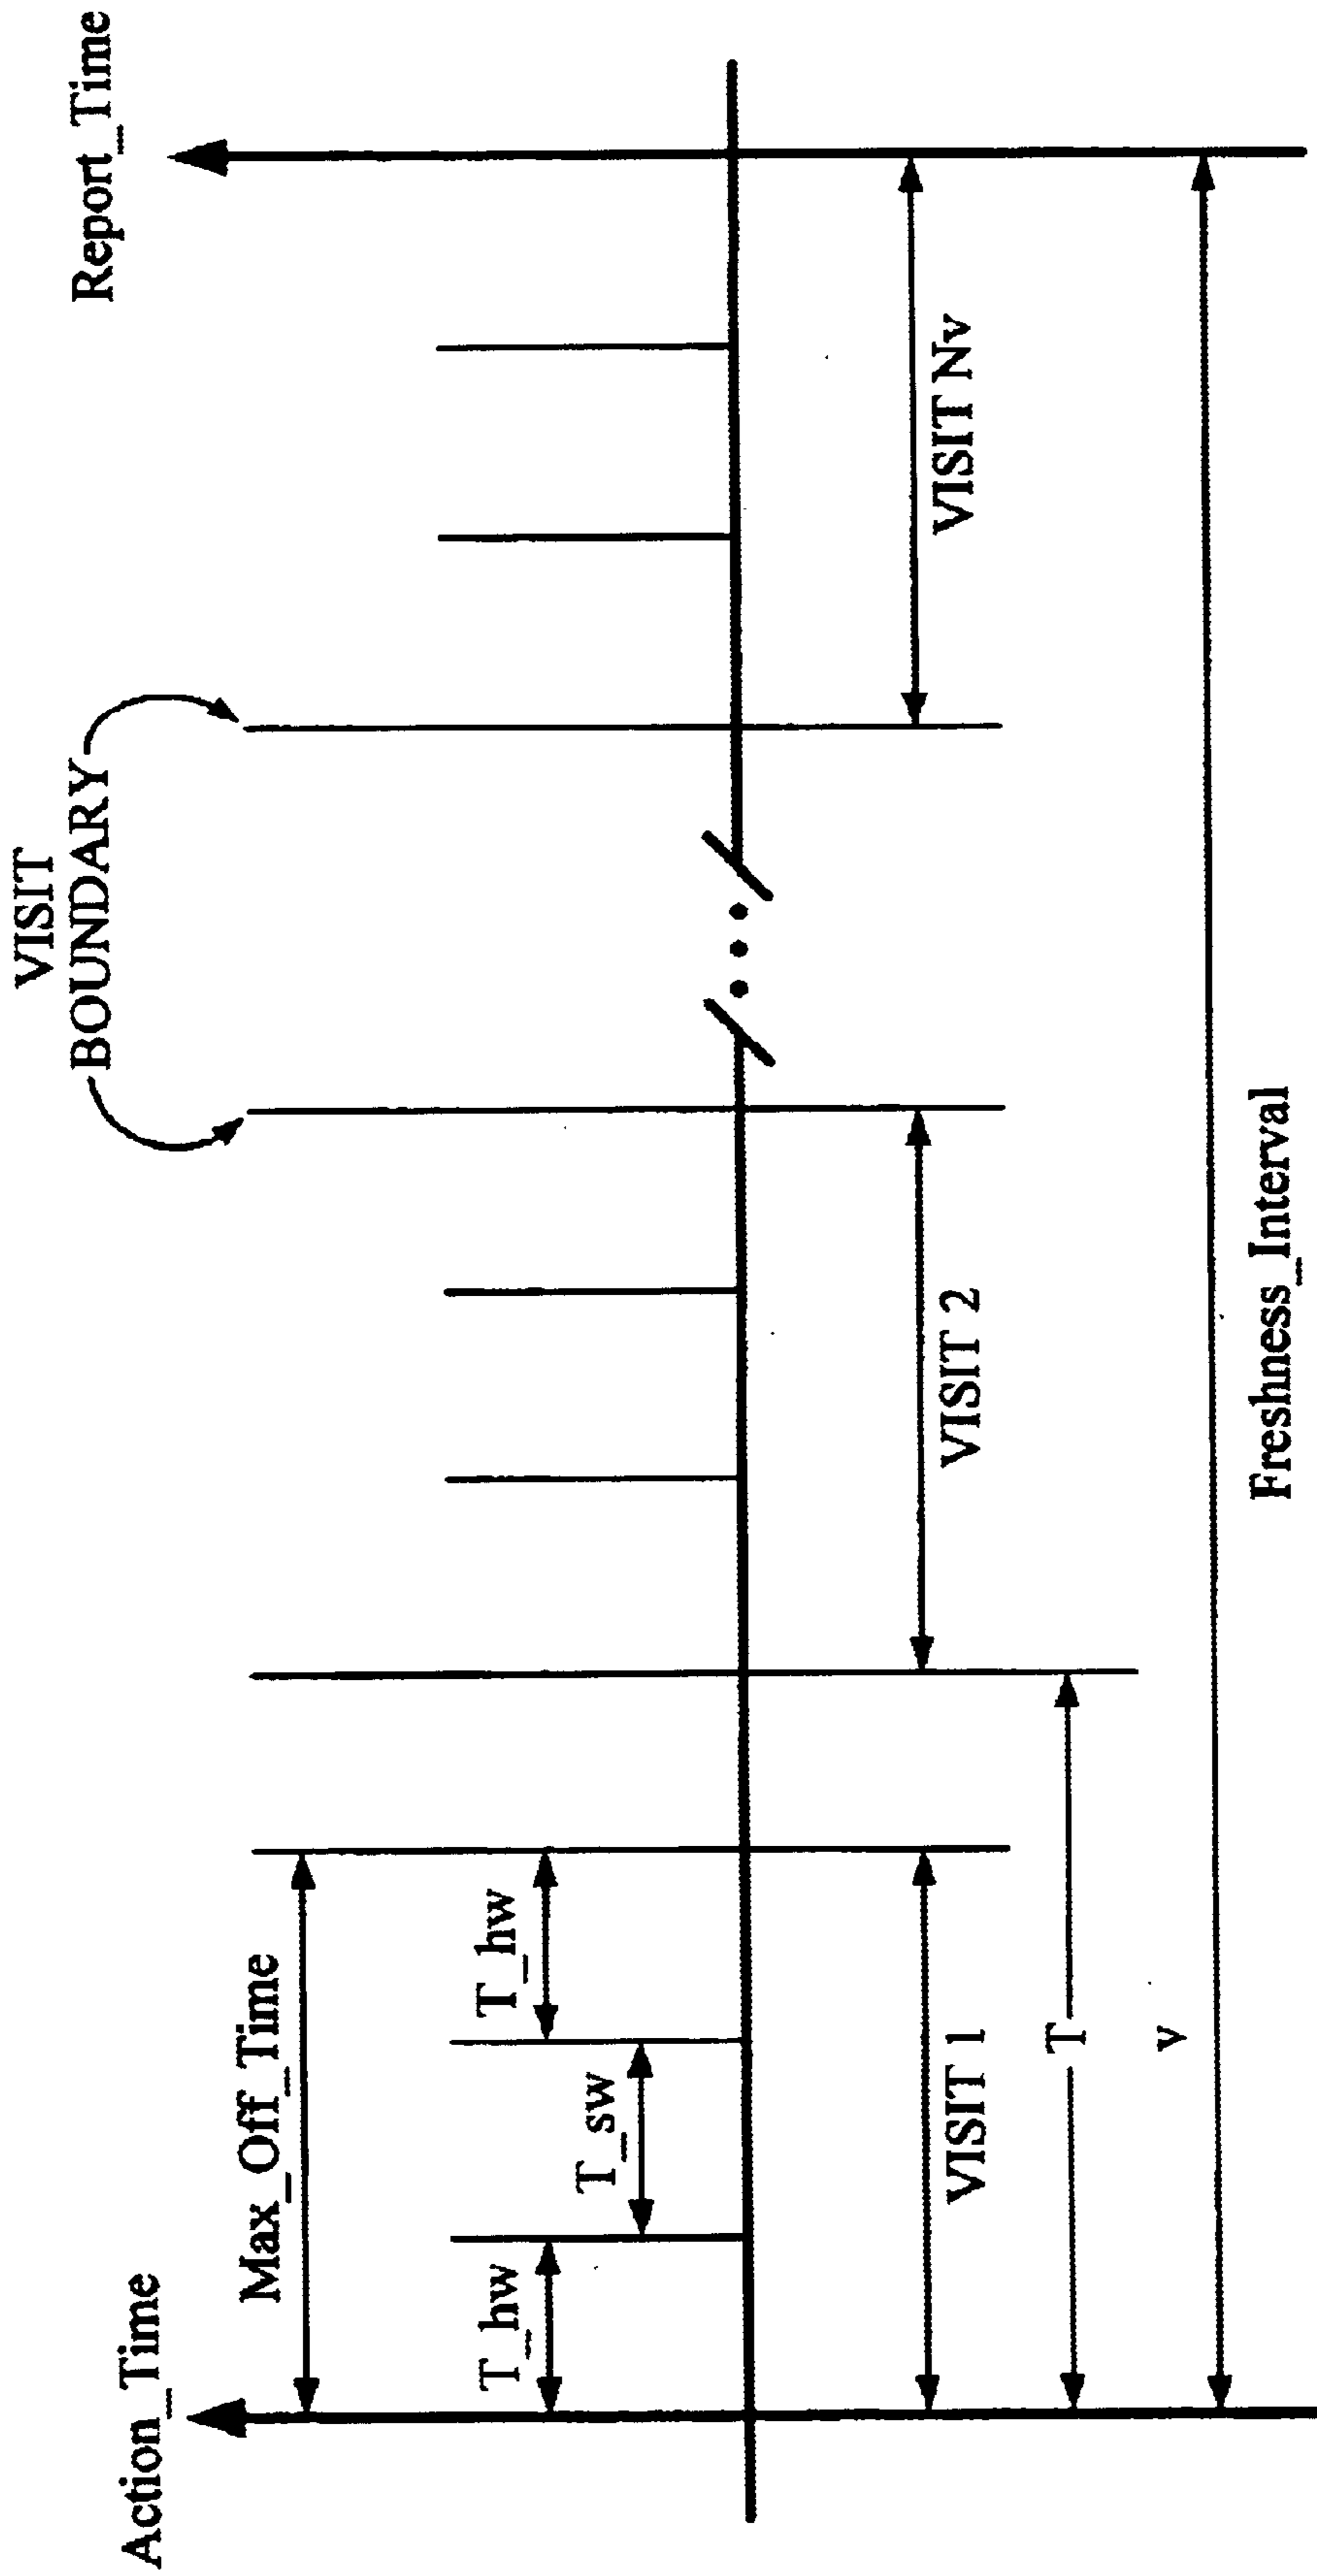 VISIT
BOUNDARY
Action_Time
Report_Time
Max_Off_Time
T_hw
T_sw
T_hw
VISIT 1
VISIT 2
VISIT Nv
T
v
Freshness_Interval